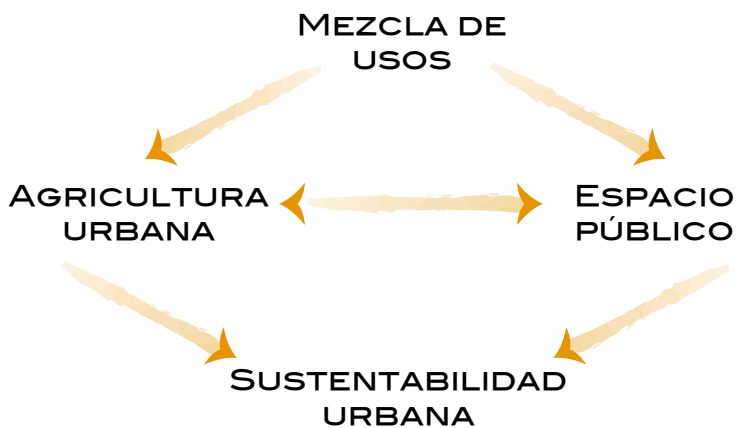 Mezcla de
usos
Agricultura
urbana
Espacio
público
Sustentabilidad
urbana